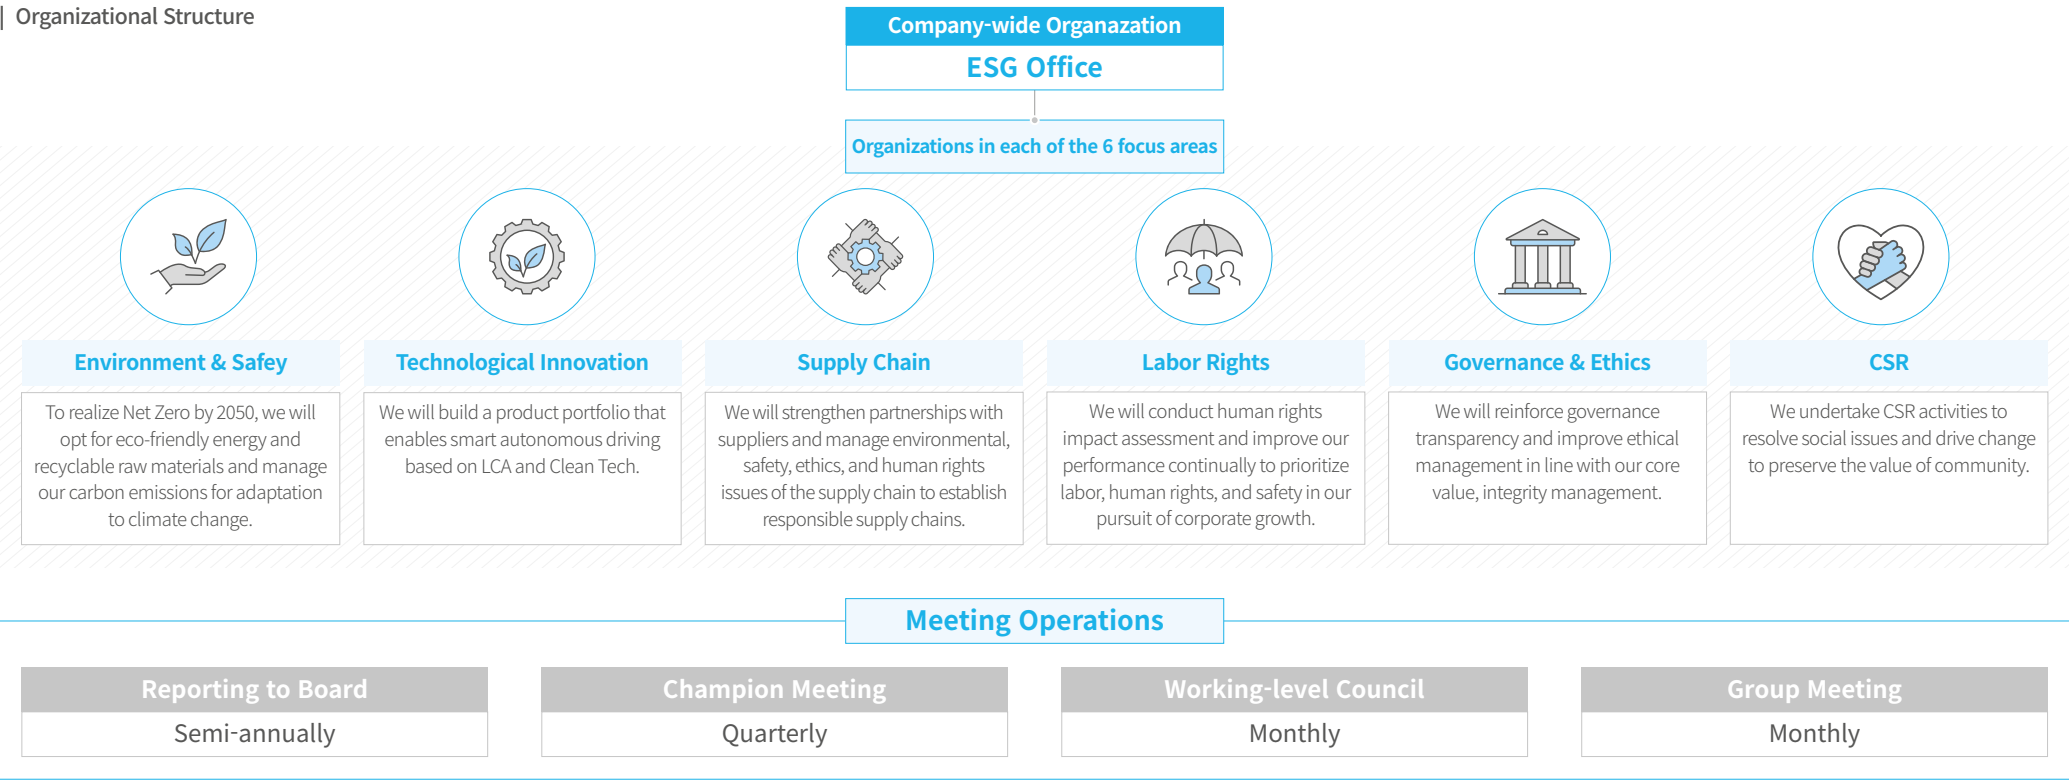 | Organizational Structure
Company-wide Organazation
ESG Office
Organizations in each of the 6 focus areas
Environment & Safey
To realize Net Zero by 2050, we will
opt for eco-friendly energy and
recyclable raw materials and manage
our carbon emissions for adaptation
to climate change.
Technological Innovation
We will build a product portfolio that
enables smart autonomous driving
based on LCA and Clean Tech.
Supply Chain
We will strengthen partnerships with
suppliers and manage environmental,
safety, ethics, and human rights
issues of the supply chain to establish
responsible supply chains.
Labor Rights
We will conduct human rights
impact assessment and improve our
performance continually to prioritize
labor, human rights, and safety in our
pursuit of corporate growth.
Governance & Ethics
We will reinforce governance
transparency and improve ethical
management in line with our core
value, integrity management.
CSR
We undertake CSR activities to
resolve social issues and drive change
to preserve the value of community.
Meeting Operations
Reporting to Board
Semi-annually
Champion Meeting
Quarterly
Working-level Council
Monthly
Group Meeting
Monthly